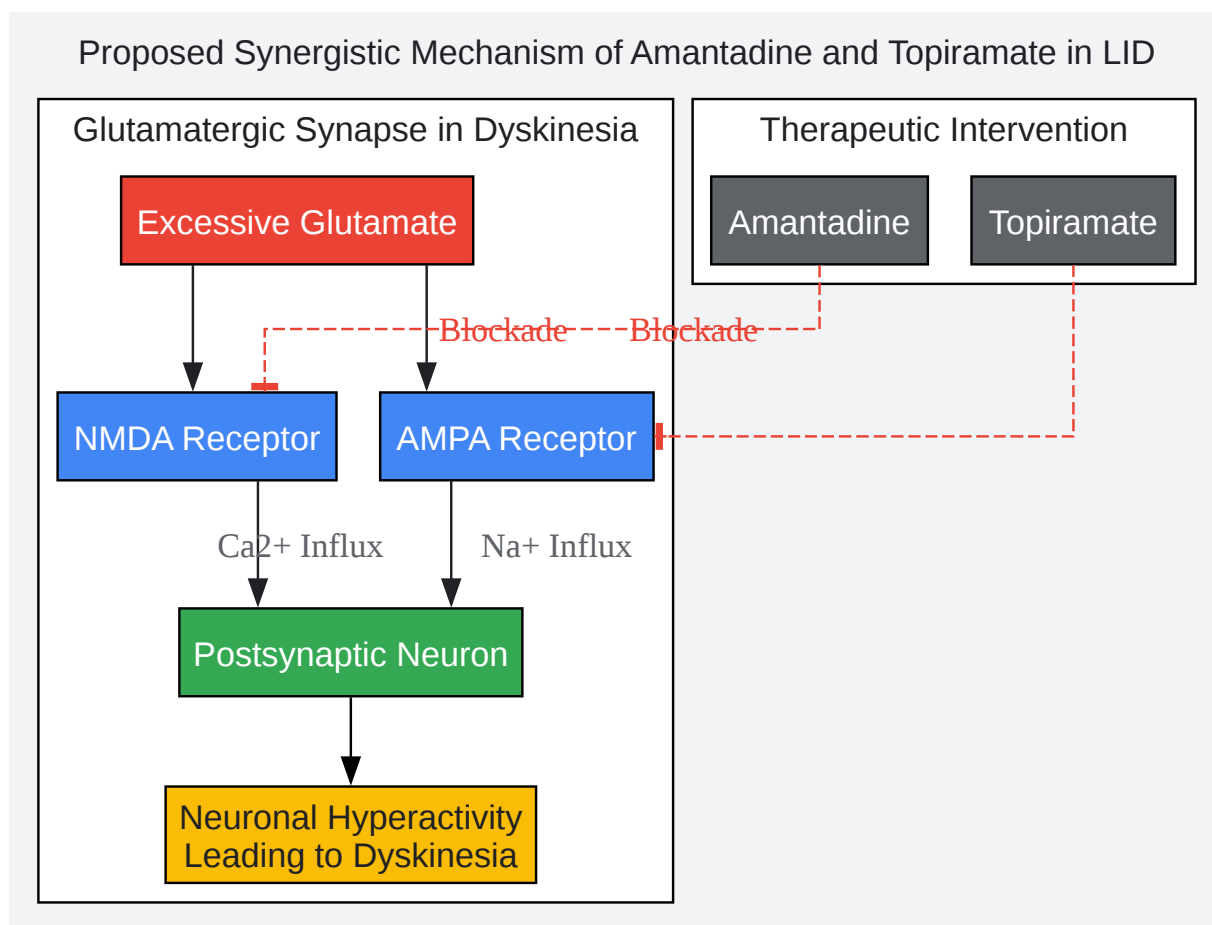 Proposed Synergistic Mechanism of Amantadine and Topiramate in LID
Glutamatergic Synapse in Dyskinesia
Therapeutic Intervention
Excessive Glutamate
Amantadine
Topiramate
Blockade
Blockade
NMDA Receptor
AMPA Receptor
Ca2+ Influx
Na+ Influx
Postsynaptic Neuron
Neuronal Hyperactivity
Leading to Dyskinesia